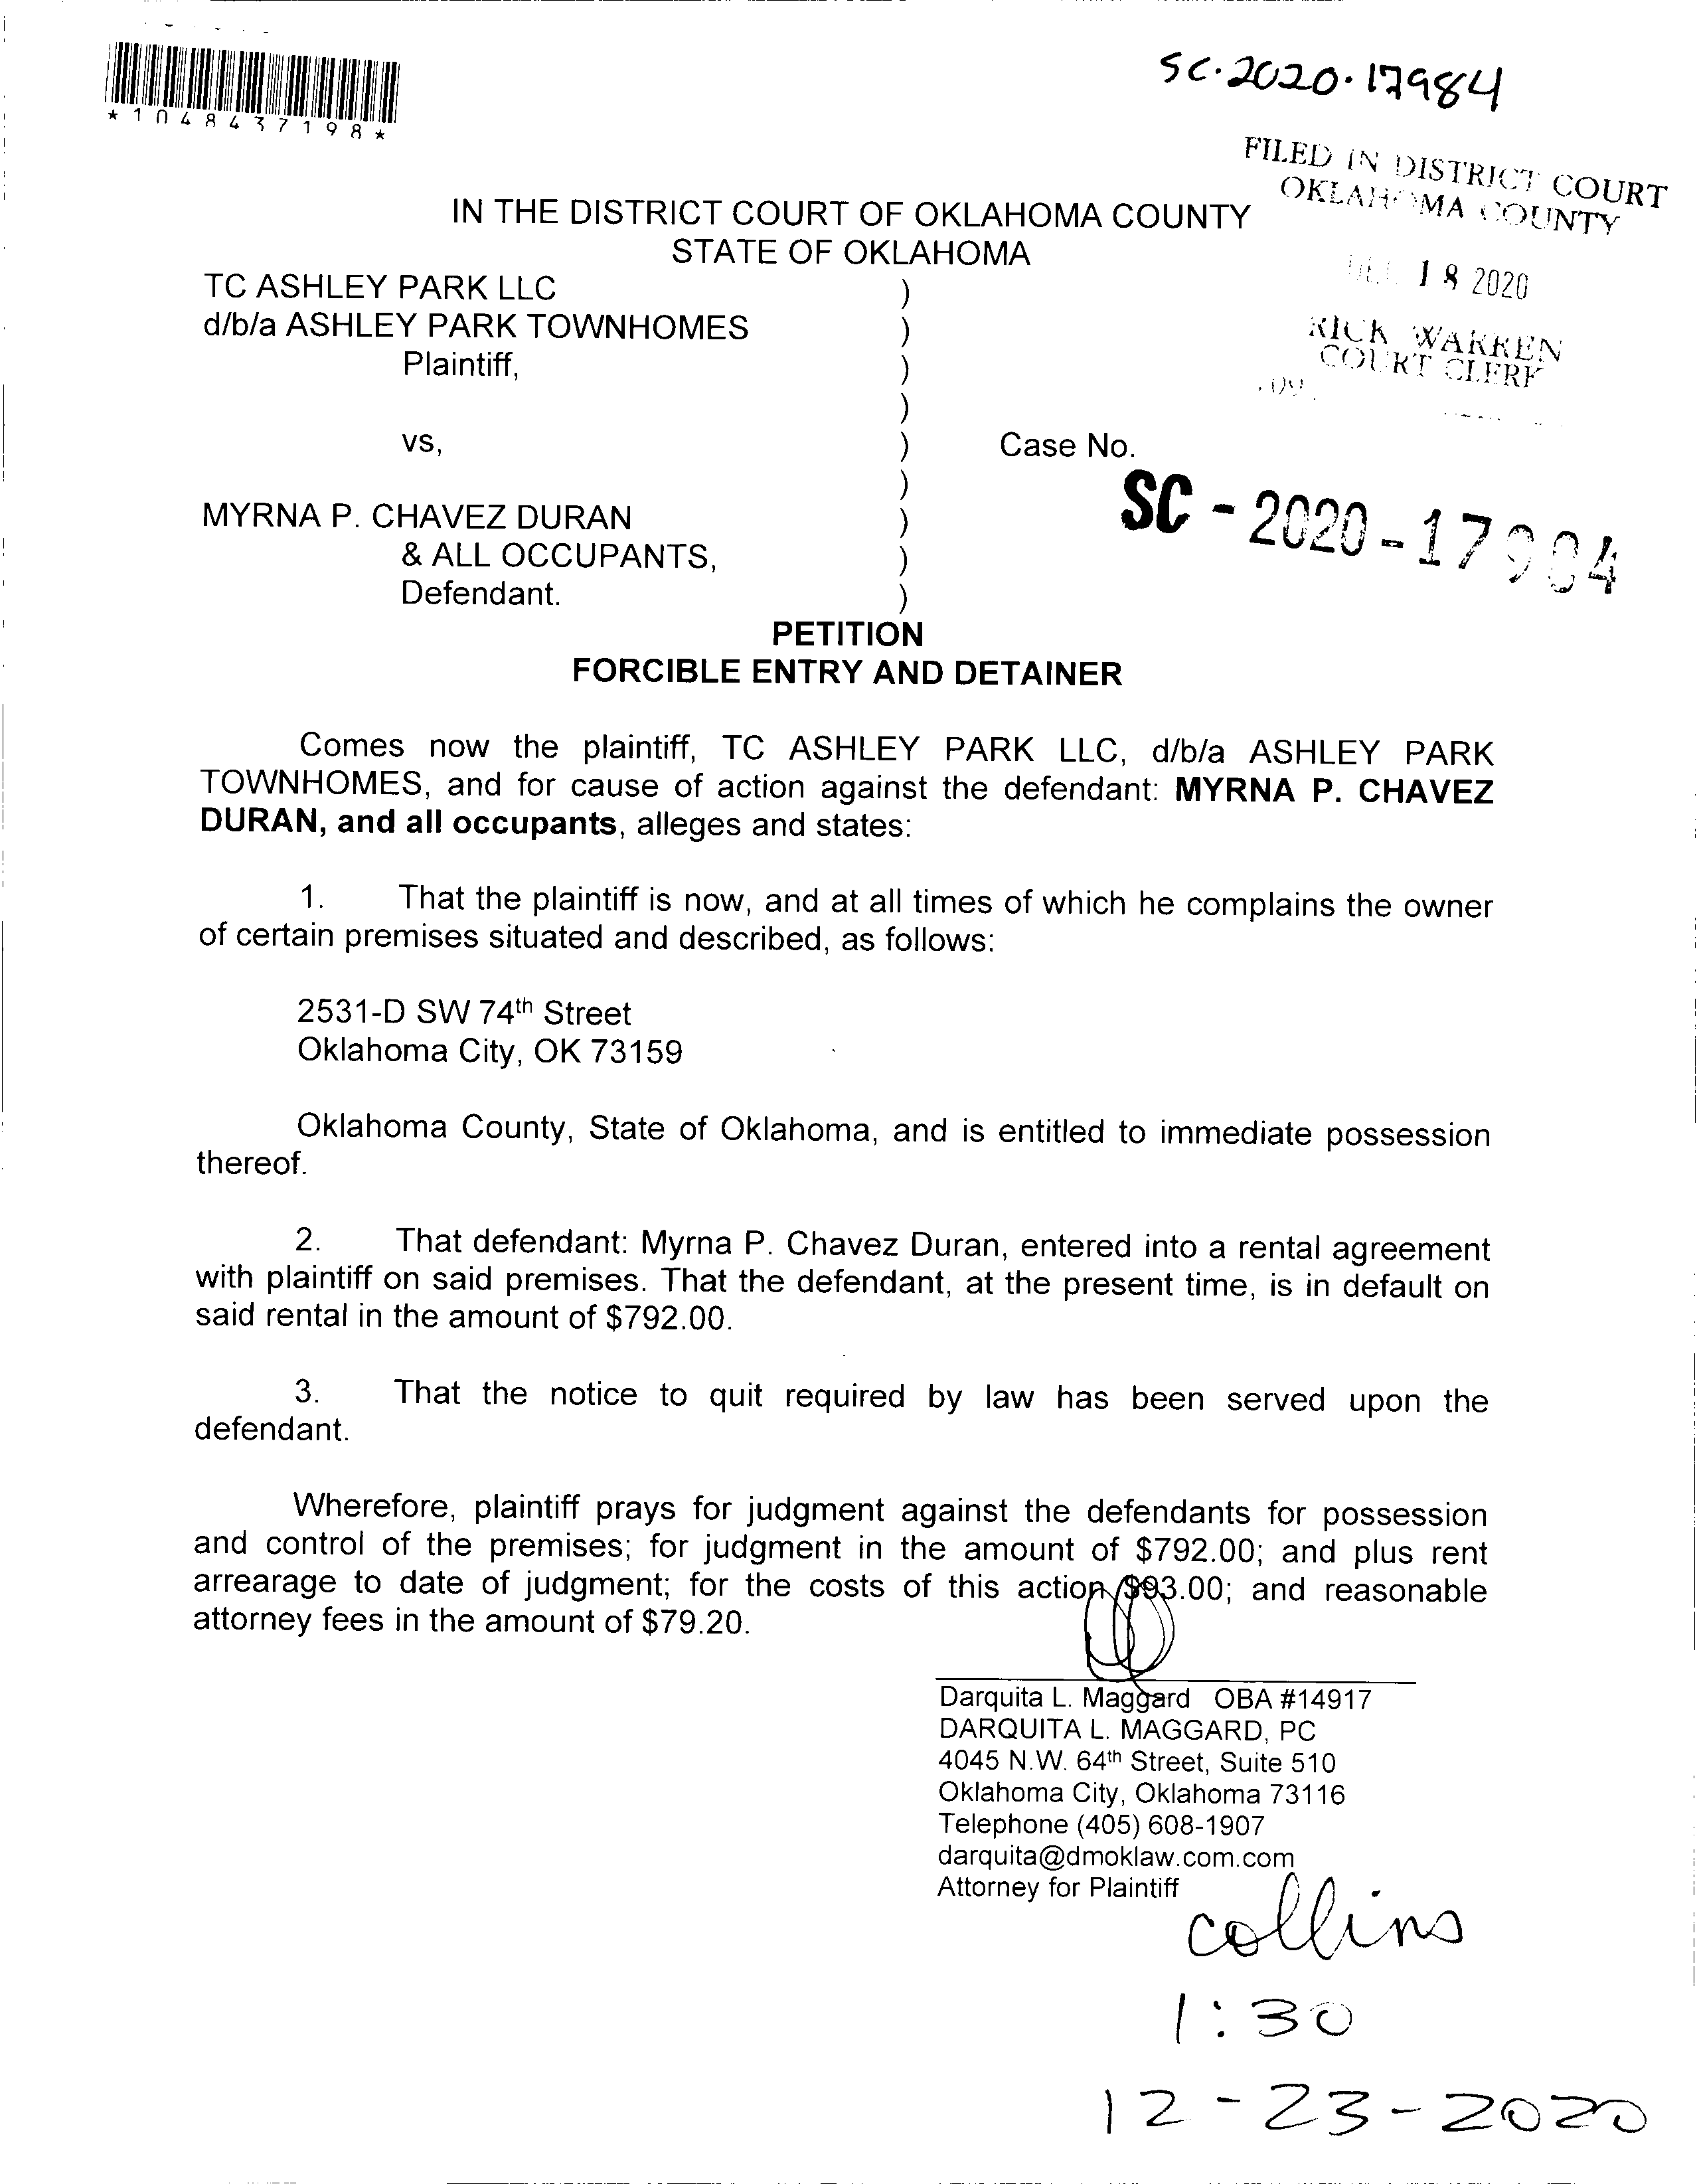 *1048437198*
SC-2020-17984
FILED IN DISTRICT COURT
OKLAHOMA COUNTY
DEC 18 2020
RICK WARREN
COURT CLERK
IN THE DISTRICT COURT OF OKLAHOMA COUNTY
STATE OF OKLAHOMA
TC ASHLEY PARK LLC )
d/b/a ASHLEY PARK TOWNHOMES )
Plaintiff, )
)
vs, ) Case No.
)
SC - 2020 - 17984
MYRNA P. CHAVEZ DURAN )
& ALL OCCUPANTS, )
Defendant. )
PETITION
FORCIBLE ENTRY AND DETAINER
Comes now the plaintiff, TC ASHLEY PARK LLC, d/b/a ASHLEY PARK
TOWNHOMES, and for cause of action against the defendant: MYRNA P. CHAVEZ
DURAN, and all occupants, alleges and states:
1. That the plaintiff is now, and at all times of which he complains the owner
of certain premises situated and described, as follows:
2531-D SW 74th Street
Oklahoma City, OK 73159
Oklahoma County, State of Oklahoma, and is entitled to immediate possession
thereof.
2. That defendant: Myrna P. Chavez Duran, entered into a rental agreement
with plaintiff on said premises. That the defendant, at the present time, is in default on
said rental in the amount of $792.00.
3. That the notice to quit required by law has been served upon the
defendant.
Wherefore, plaintiff prays for judgment against the defendants for possession
and control of the premises; for judgment in the amount of $792.00; and plus rent
arrearage to date of judgment; for the costs of this action $93.00; and reasonable
attorney fees in the amount of $79.20.
Darquita L. Maggard OBA #14917
DARQUITA L. MAGGARD, PC
4045 N.W. 64th Street, Suite 510
Oklahoma City, Oklahoma 73116
Telephone (405) 608-1907
darquita@dmoklaw.com.com
Attorney for Plaintiff
collins
1:30
12-23-2020